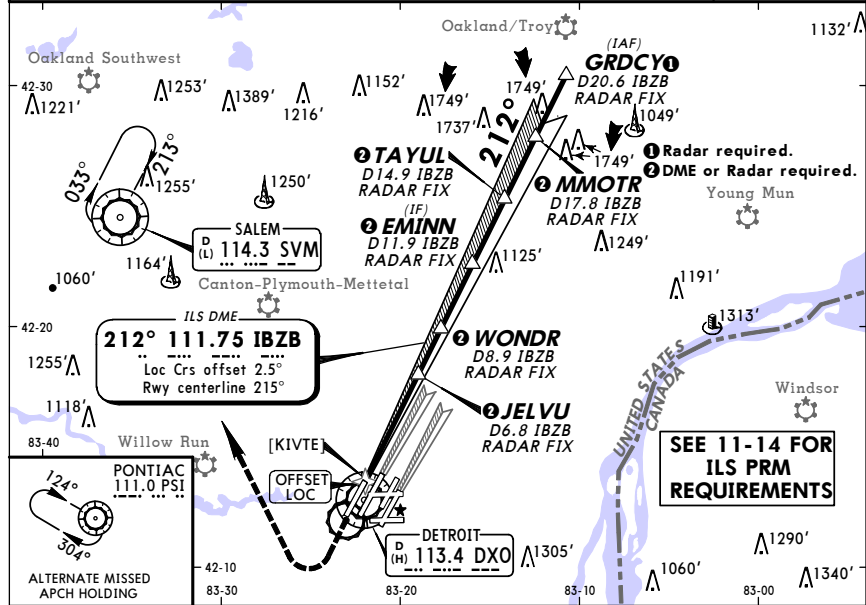 Oakland/Troy
1132'
Oakland Southwest
(IAF)
GRDCY❶
D20.6 IBZB
RADAR FIX
42-30
1221'
1253'
1389'
1216'
1152'
1749'
1737'
1749'
1049'
1749'
212°
❶ Radar required.
❷ DME or Radar required.
❷ TAYUL
D14.9 IBZB
RADAR FIX
❷ MMOTR
D17.8 IBZB
RADAR FIX
Young Mun
033°
213°
1255'
1250'
(IF)
❷ EMINN
D11.9 IBZB
RADAR FIX
SALEM
D
(L) 114.3 SVM
1249'
1125'
1060'
1164'
Canton-Plymouth-Mettetal
1191'
1313'
42-20
ILS DME
212° 111.75 IBZB
Loc Crs offset 2.5°
Rwy centerline 215°
❷ WONDR
D8.9 IBZB
RADAR FIX
1255'
1118'
❷ JELVU
D6.8 IBZB
RADAR FIX
UNITED STATES
CANADA
Windsor
83-40
Willow Run
[KIVTE]
OFFSET
LOC
SEE 11-14 FOR
ILS PRM
REQUIREMENTS
PONTIAC
111.0 PSI
124°
304°
ALTERNATE MISSED
APCH HOLDING
DETROIT
D
(H) 113.4 DXO
1305'
1290'
42-10
83-30
83-20
83-10
1060'
83-00
1340'